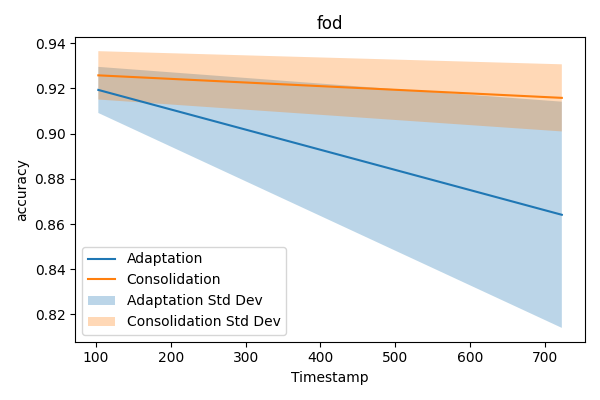 fod
0.94
0.92
0.90
0.88
0.86
0.84
0.82
accuracy
Adaptation
Consolidation
Adaptation Std Dev
Consolidation Std Dev
100 200 300 400 500 600 700
Timestamp